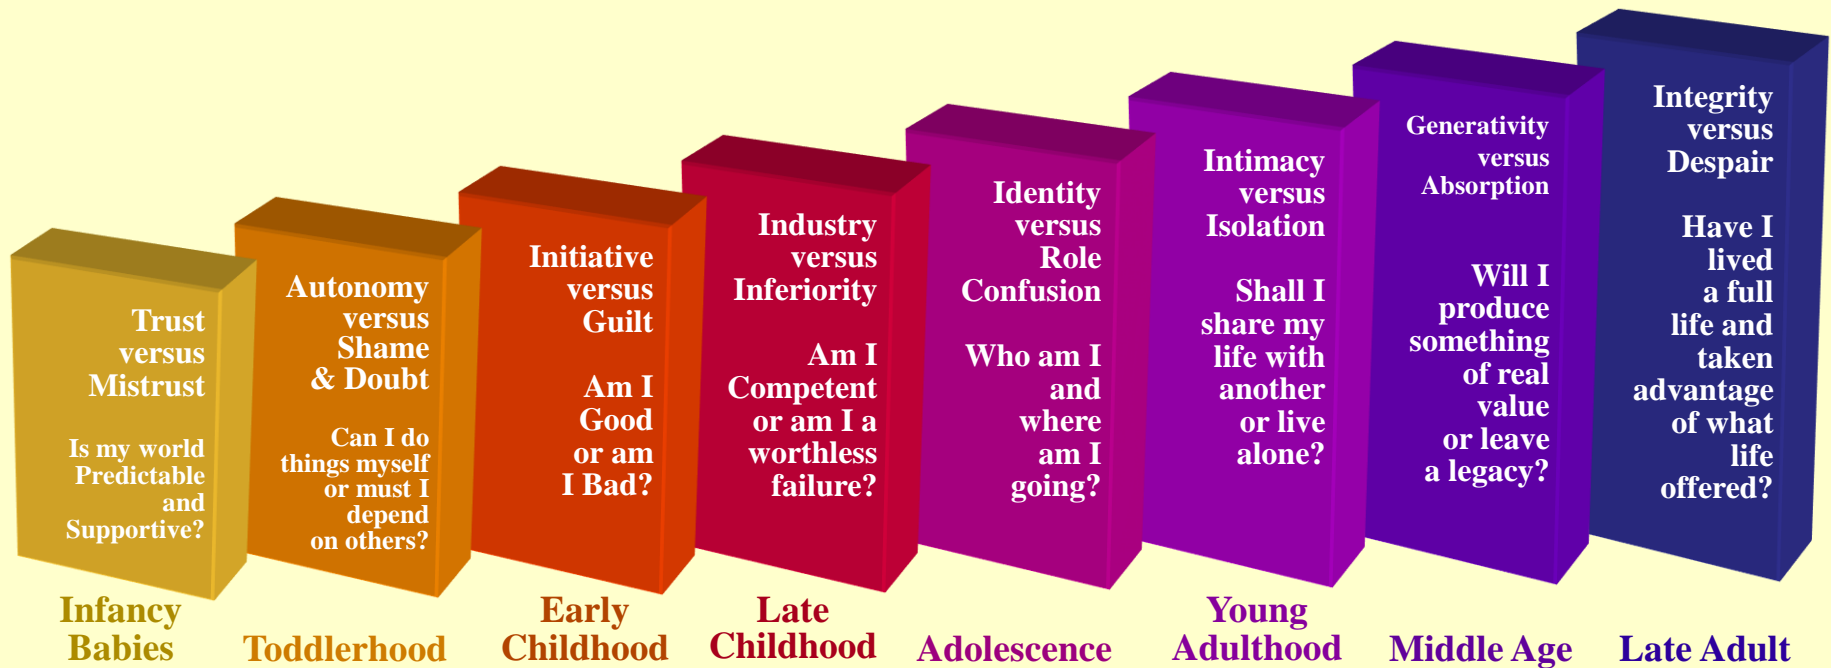 Trust
versus
Mistrust
Is my world
Predictable
and
Supportive?
Infancy
Babies
Autonomy
versus
Shame
& Doubt
Can I do
things myself
or must I
depend
on others?
Toddlerhood
Initiative
versus
Guilt
Am I
Good
or am
I Bad?
Early
Childhood
Industry
versus
Inferiority
Am I
Competent
or am I a
worthless
failure?
Late
Childhood
Identity
versus
Role
Confusion
Who am I
and
where
am I
going?
Adolescence
Intimacy
versus
Isolation
Shall I
share my
life with
another
or live
alone?
Young
Adulthood
Generativity
versus
Absorption
Will I
produce
something
of real
value
or leave
a legacy?
Middle Age
Integrity
versus
Despair
Have I
lived
a full
life and
taken
advantage
of what
life
offered?
Late Adult